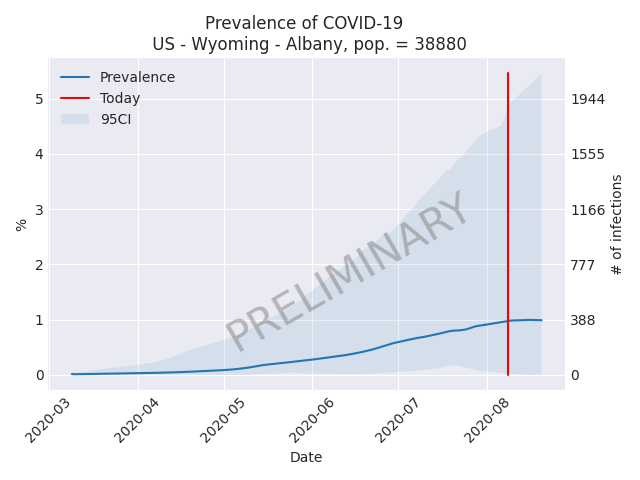 Prevalence of COVID-19
US - Wyoming - Albany, pop. = 38880
Prevalence
Today
95CI
PRELIMINARY
%
5
4
3
2
1
0
1944
1555
1166
777
388
0
# of infections
2020-03
2020-04
2020-05
2020-06
2020-07
2020-08
Date